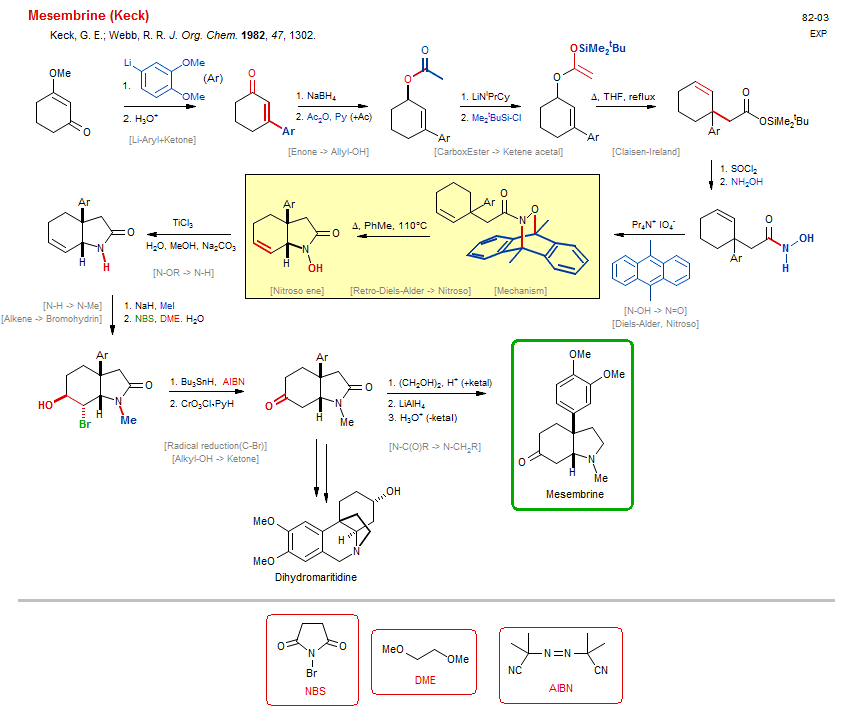 Mesembrine (Keck)
82-03
Keck, G. E.; Webb, R. R. J. Org. Chem. 1982, 47, 1302.
EXP
OMe
O
Li
OMe
OMe
(Ar)
1.
2. H₃O⁺
[Li-Aryl+Ketone]
O
Ar
1. NaBH₄
2. Ac₂O, Py (+Ac)
[Enone -> Allyl-OH]
O
O
Ar
1. LiNⁱPrCy
2. Me₂ᵗBuSi-Cl
[CarboxEster -> Ketene acetal]
OSiMe₂ᵗBu
O
Ar
Δ, THF, reflux
[Claisen-Ireland]
O
OSiMe₂ᵗBu
Ar
1. SOCl₂
2. NH₂OH
O
N
OH
H
Ar
Pr₄N⁺ IO₄⁻
[N-OH -> N=O]
[Diels-Alder, Nitroso]
Ar
O
N
O
Δ, PhMe, 110°C
Ar
O
N
H
OH
[Nitroso ene]
[Retro-Diels-Alder -> Nitroso]
[Mechanism]
TiCl₃
H₂O, MeOH, Na₂CO₃
[N-OR -> N-H]
Ar
O
N
H
H
[N-H -> N-Me]
[Alkene -> Bromohydrin]
1. NaH, MeI
2. NBS, DME. H₂O
Ar
O
N
HO
H
Br
Me
1. Bu₃SnH, AIBN
2. CrO₃Cl•PyH
[Radical reduction(C-Br)]
[Alkyl-OH -> Ketone]
Ar
O
O
N
H
Me
1. (CH₂OH)₂, H⁺ (+ketal)
2. LiAlH₄
3. H₃O⁺ (-ketal)
[N-C(O)R -> N-CH₂R]
OMe
OMe
O
N
H
Me
Mesembrine
OH
MeO
H
N
MeO
Dihydromaritidine
O
N
O
Br
NBS
MeO
OMe
DME
N=N
NC
CN
AIBN